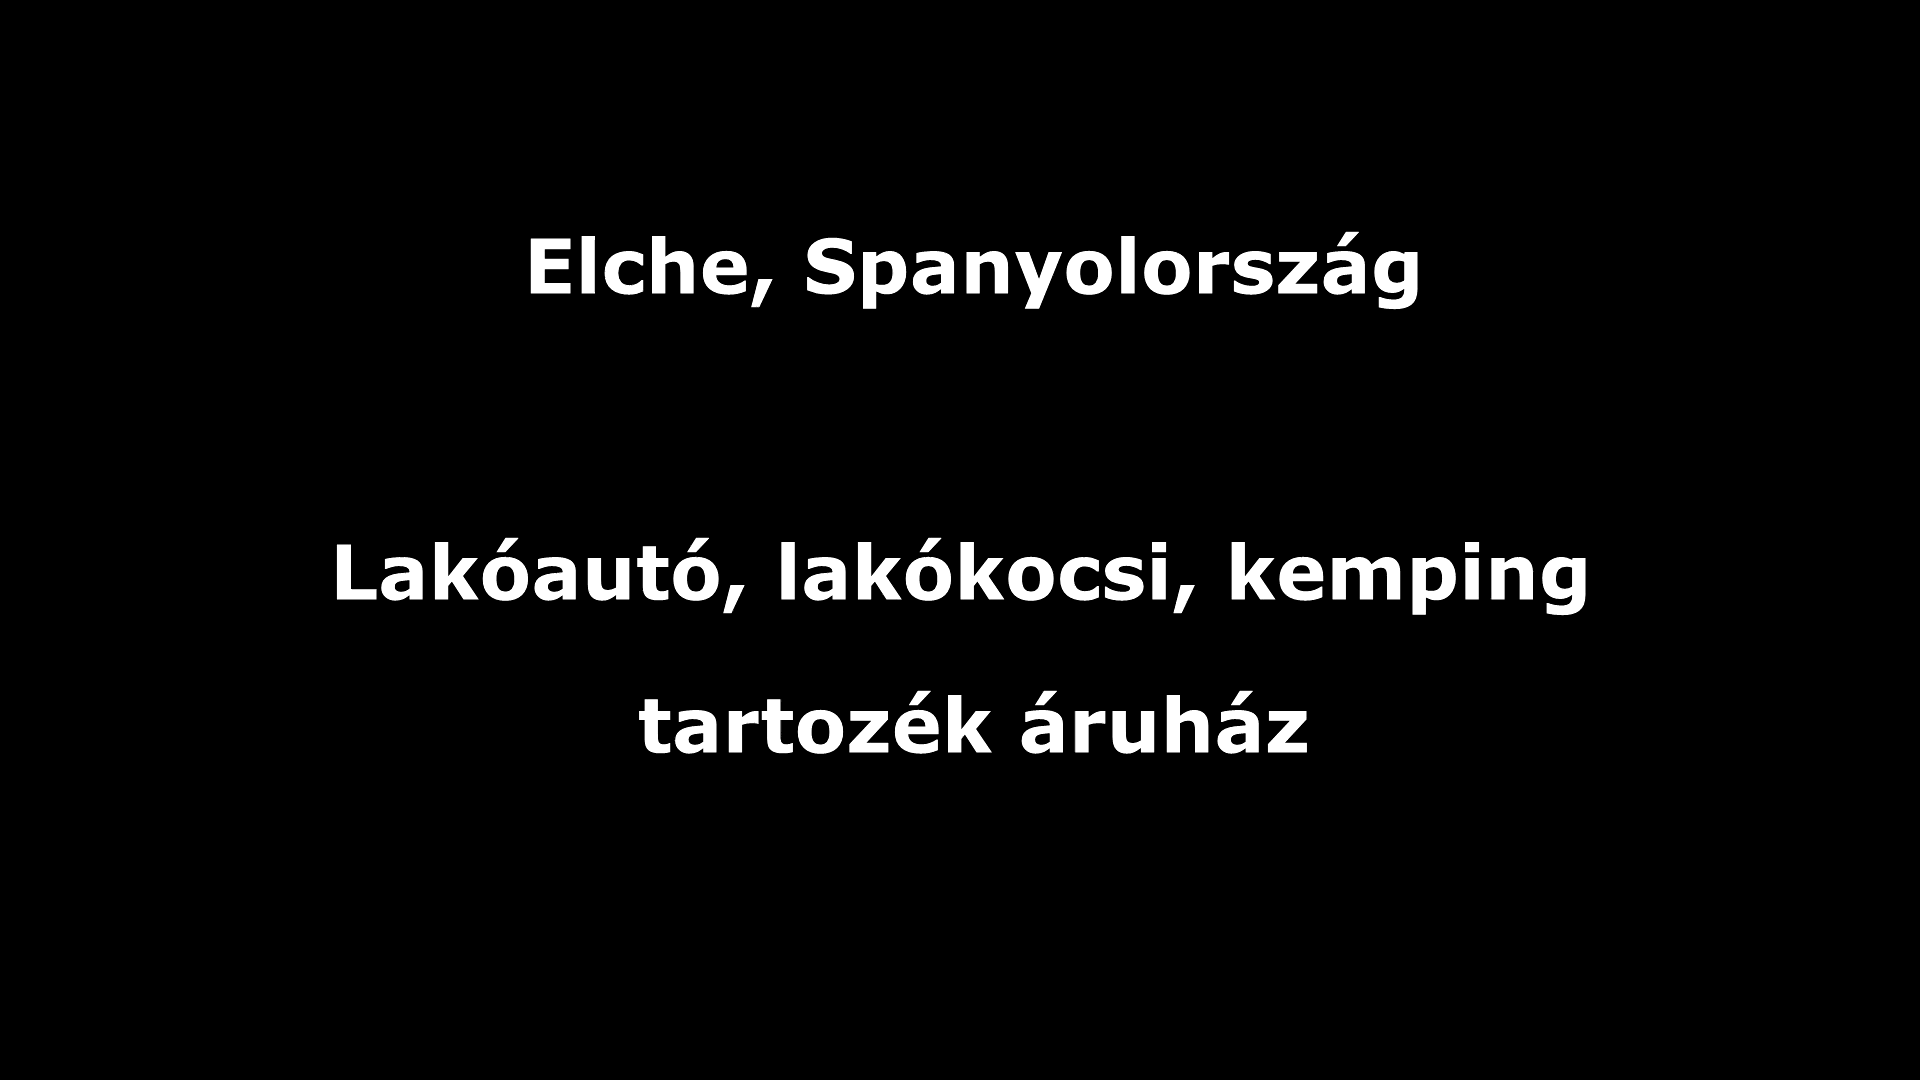 Elche, Spanyolország
Lakóautó, lakókocsi, kemping
tartozék áruház